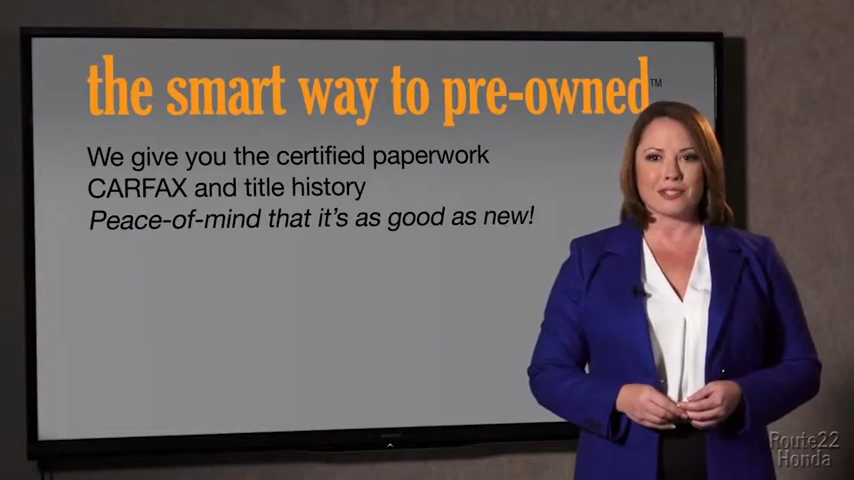 the smart way to pre-owned™
We give you the certified paperwork
CARFAX and title history
Peace-of-mind that it's as good as new!
Route22
Honda